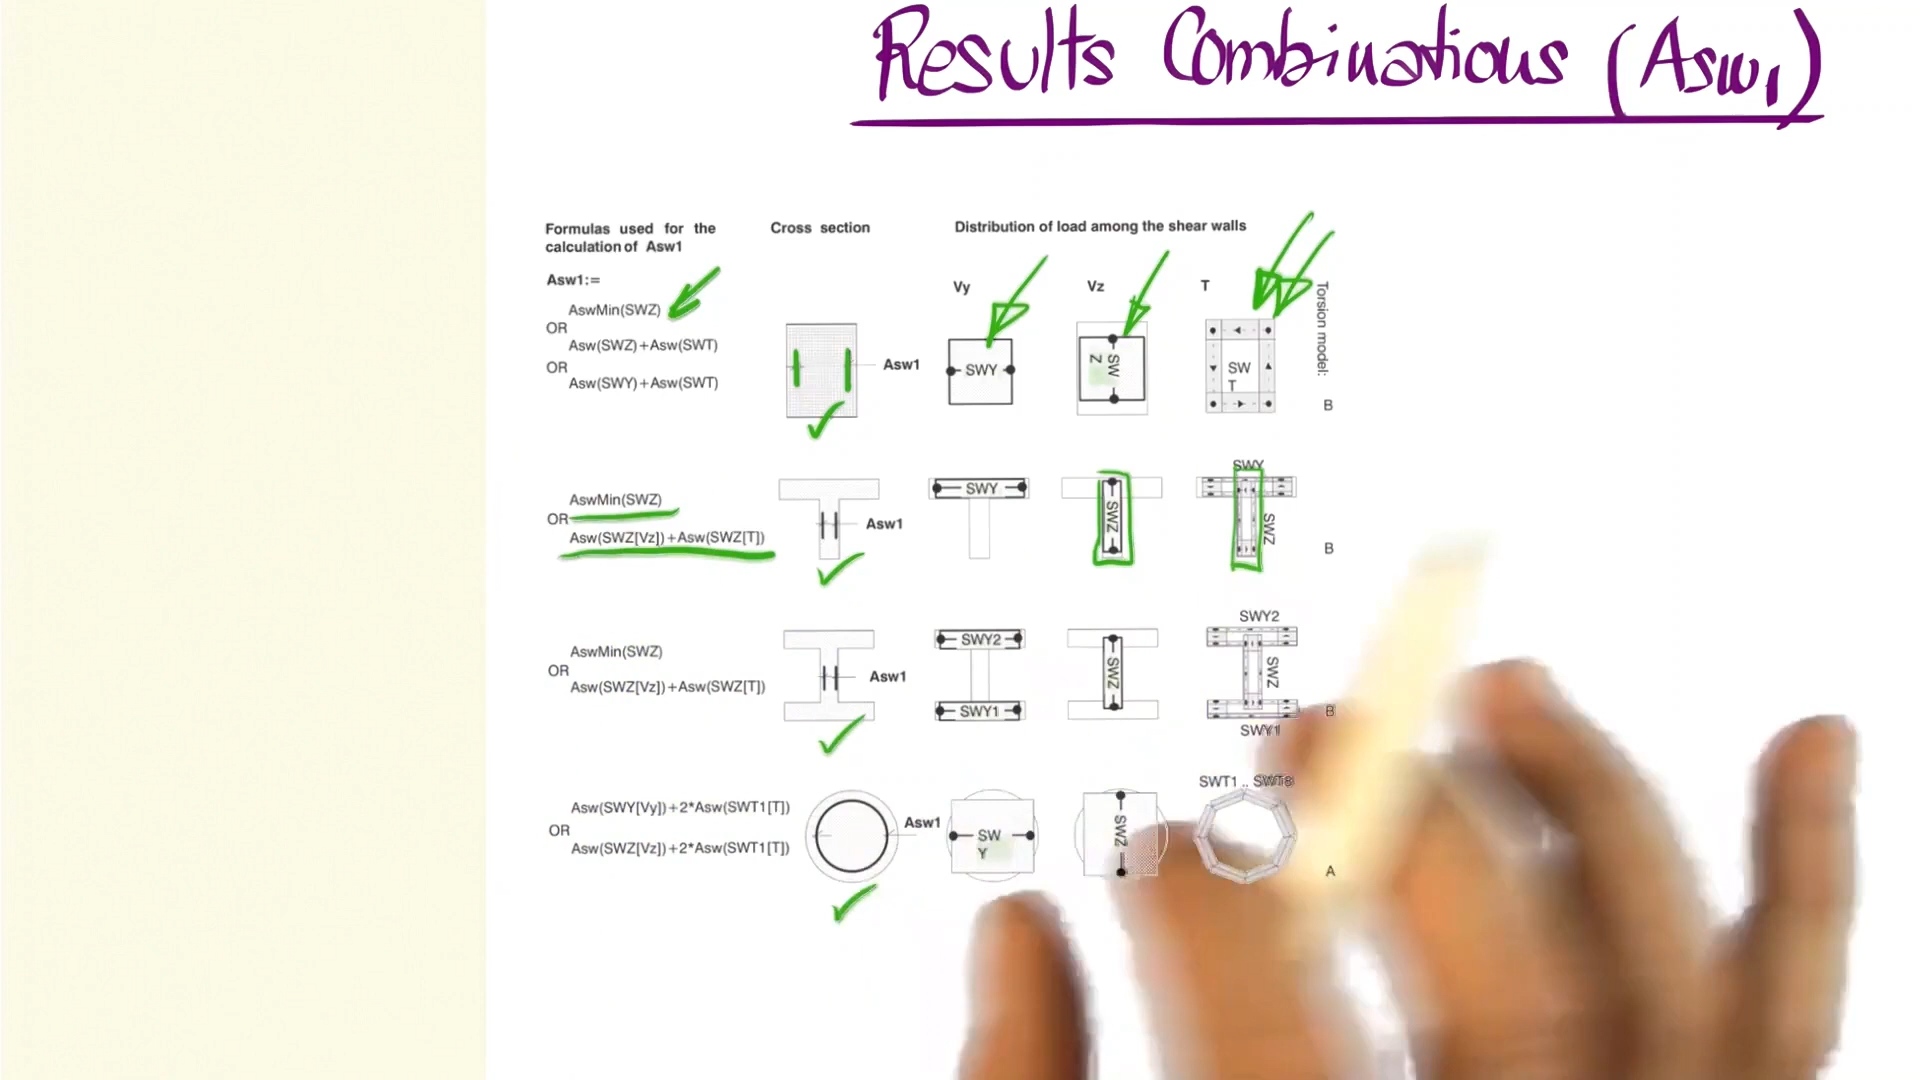 Results Combinations (Asw1)
Formulas used for the
calculation of Asw1
Cross section
Distribution of load among the shear walls
Asw1:=
Vy
Vz
T
Torsion model:
AswMin(SWZ)
OR
Asw(SWZ)+Asw(SWT)
OR
Asw(SWY)+Asw(SWT)
Asw1
SWY
SW
Z
SW
T
B
AswMin(SWZ)
OR
Asw(SWZ[Vz])+Asw(SWZ[T])
Asw1
SWY
SWZ
SWY
SWZ
B
AswMin(SWZ)
OR
Asw(SWZ[Vz])+Asw(SWZ[T])
Asw1
SWY2
SWY1
SWZ
SWY2
SWZ
SWY1
B
Asw(SWY[Vy])+2*Asw(SWT1[T])
OR
Asw(SWZ[Vz])+2*Asw(SWT1[T])
Asw1
SW
Y
SWZ
SWT1 .. SWT8
A